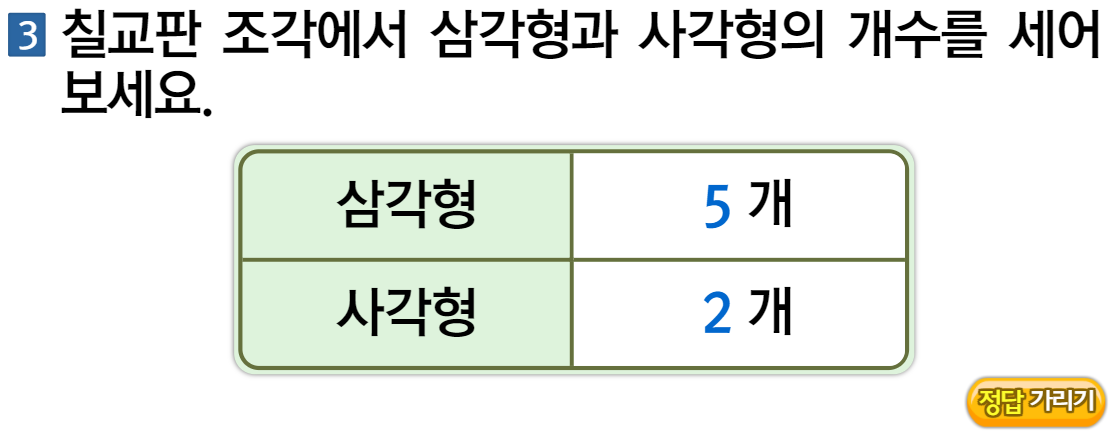 3 칠교판 조각에서 삼각형과 사각형의 개수를 세어
보세요.
삼각형 5 개
사각형 2 개
정답 가리기